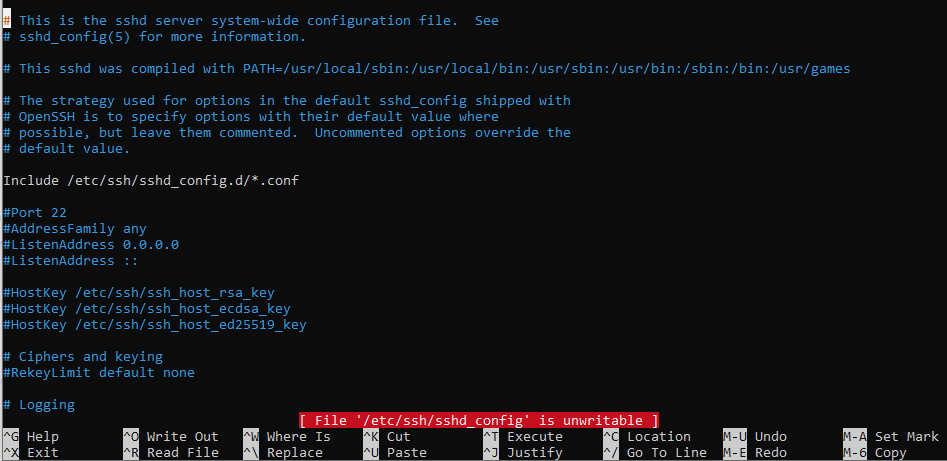 # This is the sshd server system-wide configuration file.  See
# sshd_config(5) for more information.
# This sshd was compiled with PATH=/usr/local/sbin:/usr/local/bin:/usr/sbin:/usr/bin:/sbin:/bin:/usr/games
# The strategy used for options in the default sshd_config shipped with
# OpenSSH is to specify options with their default value where
# possible, but leave them commented.  Uncommented options override the
# default value.
Include /etc/ssh/sshd_config.d/*.conf
#Port 22
#AddressFamily any
#ListenAddress 0.0.0.0
#ListenAddress ::
#HostKey /etc/ssh/ssh_host_rsa_key
#HostKey /etc/ssh/ssh_host_ecdsa_key
#HostKey /etc/ssh/ssh_host_ed25519_key
# Ciphers and keying
#RekeyLimit default none
# Logging
[ File '/etc/ssh/sshd_config' is unwritable ]
^G Help ^O Write Out ^W Where Is ^K Cut ^T Execute ^C Location M-U Undo M-A Set Mark
^X Exit ^R Read File ^\ Replace ^U Paste ^J Justify ^/ Go To Line M-E Redo M-6 Copy